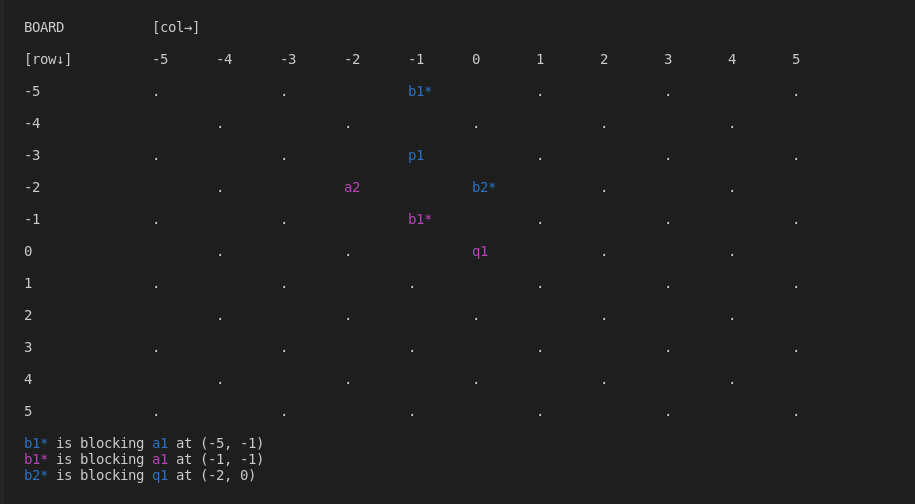 BOARD [col→]
[row↓] -5 -4 -3 -2 -1 0 1 2 3 4 5
-5 . . b1* . . .
-4 . . . . .
-3 . . p1 . . .
-2 . a2 b2* . .
-1 . . b1* . . .
0 . . q1 . .
1 . . . . . .
2 . . . . .
3 . . . . . .
4 . . . . .
5 . . . . . .
b1* is blocking a1 at (-5, -1)
b1* is blocking a1 at (-1, -1)
b2* is blocking q1 at (-2, 0)